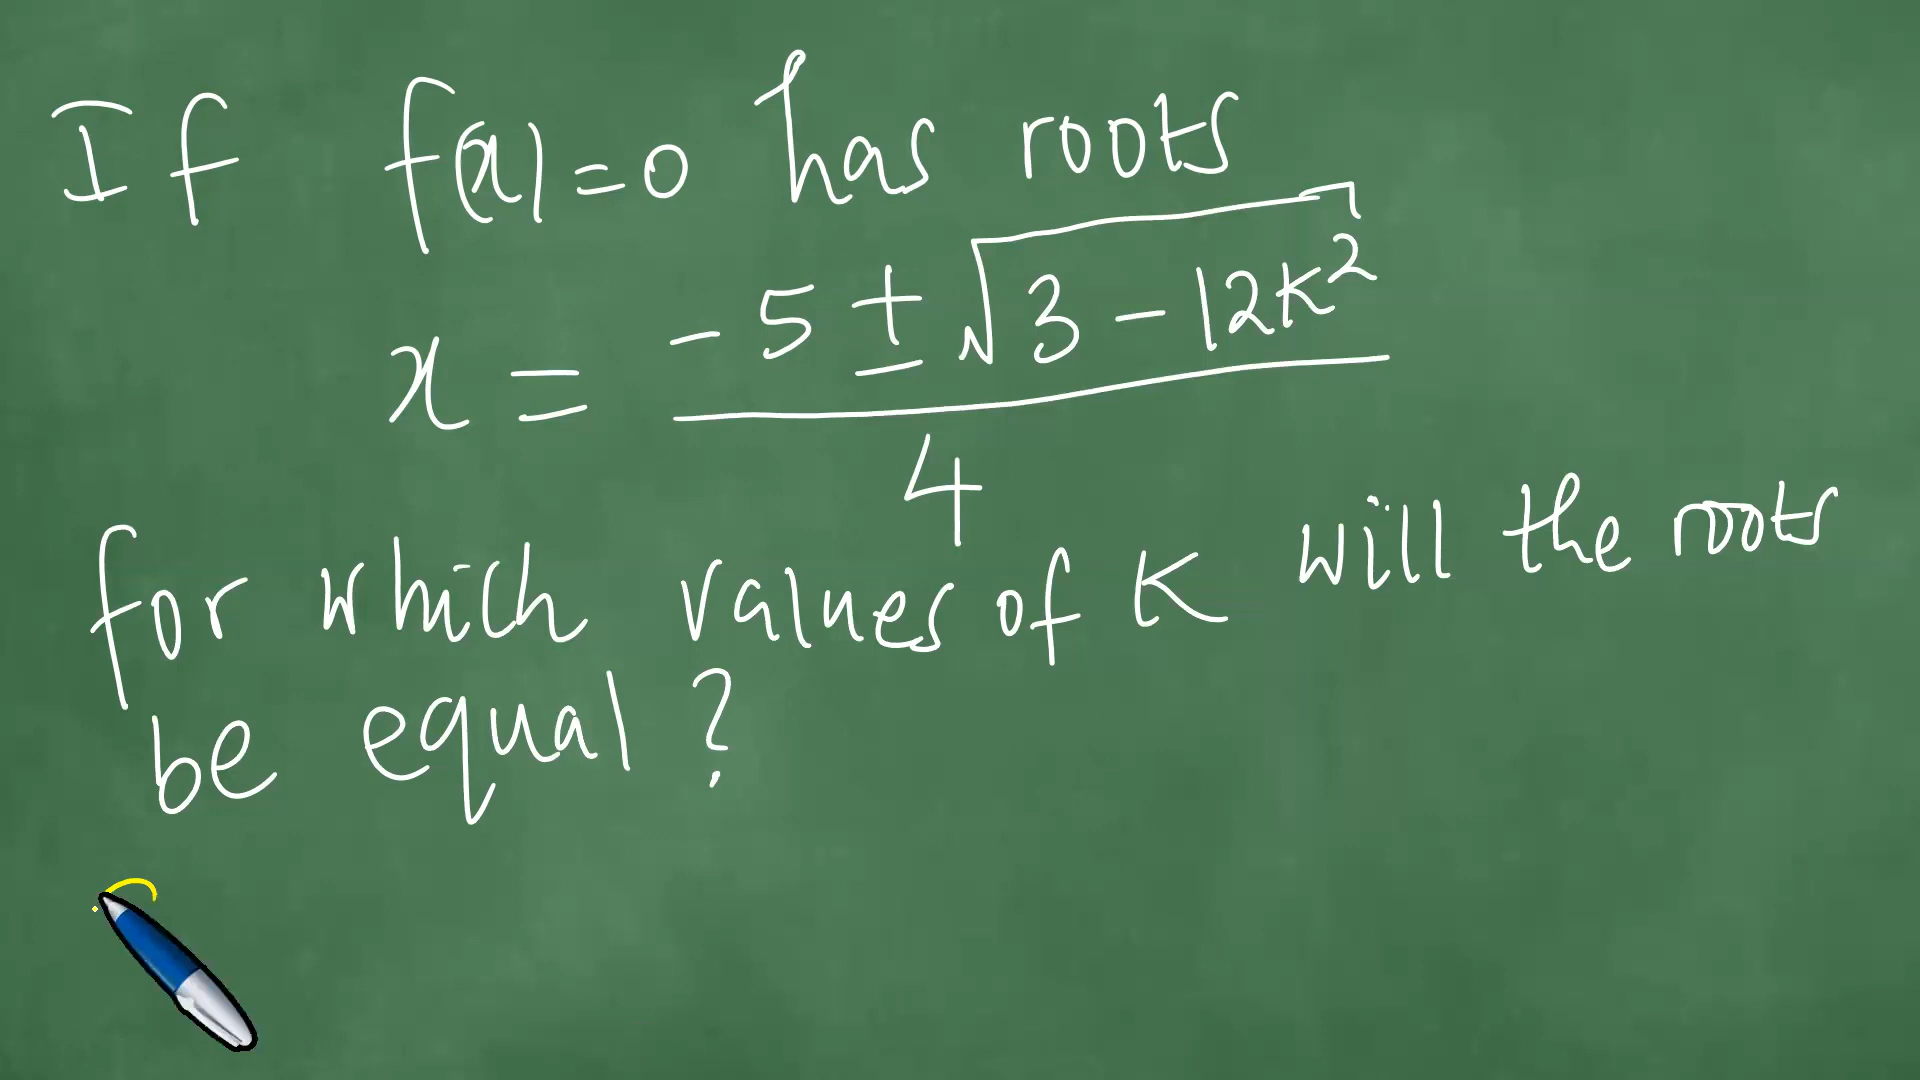 If f(x)=0 has roots
x = (-5 ± √(3 - 12k²))/4
for which values of k will the roots
be equal?